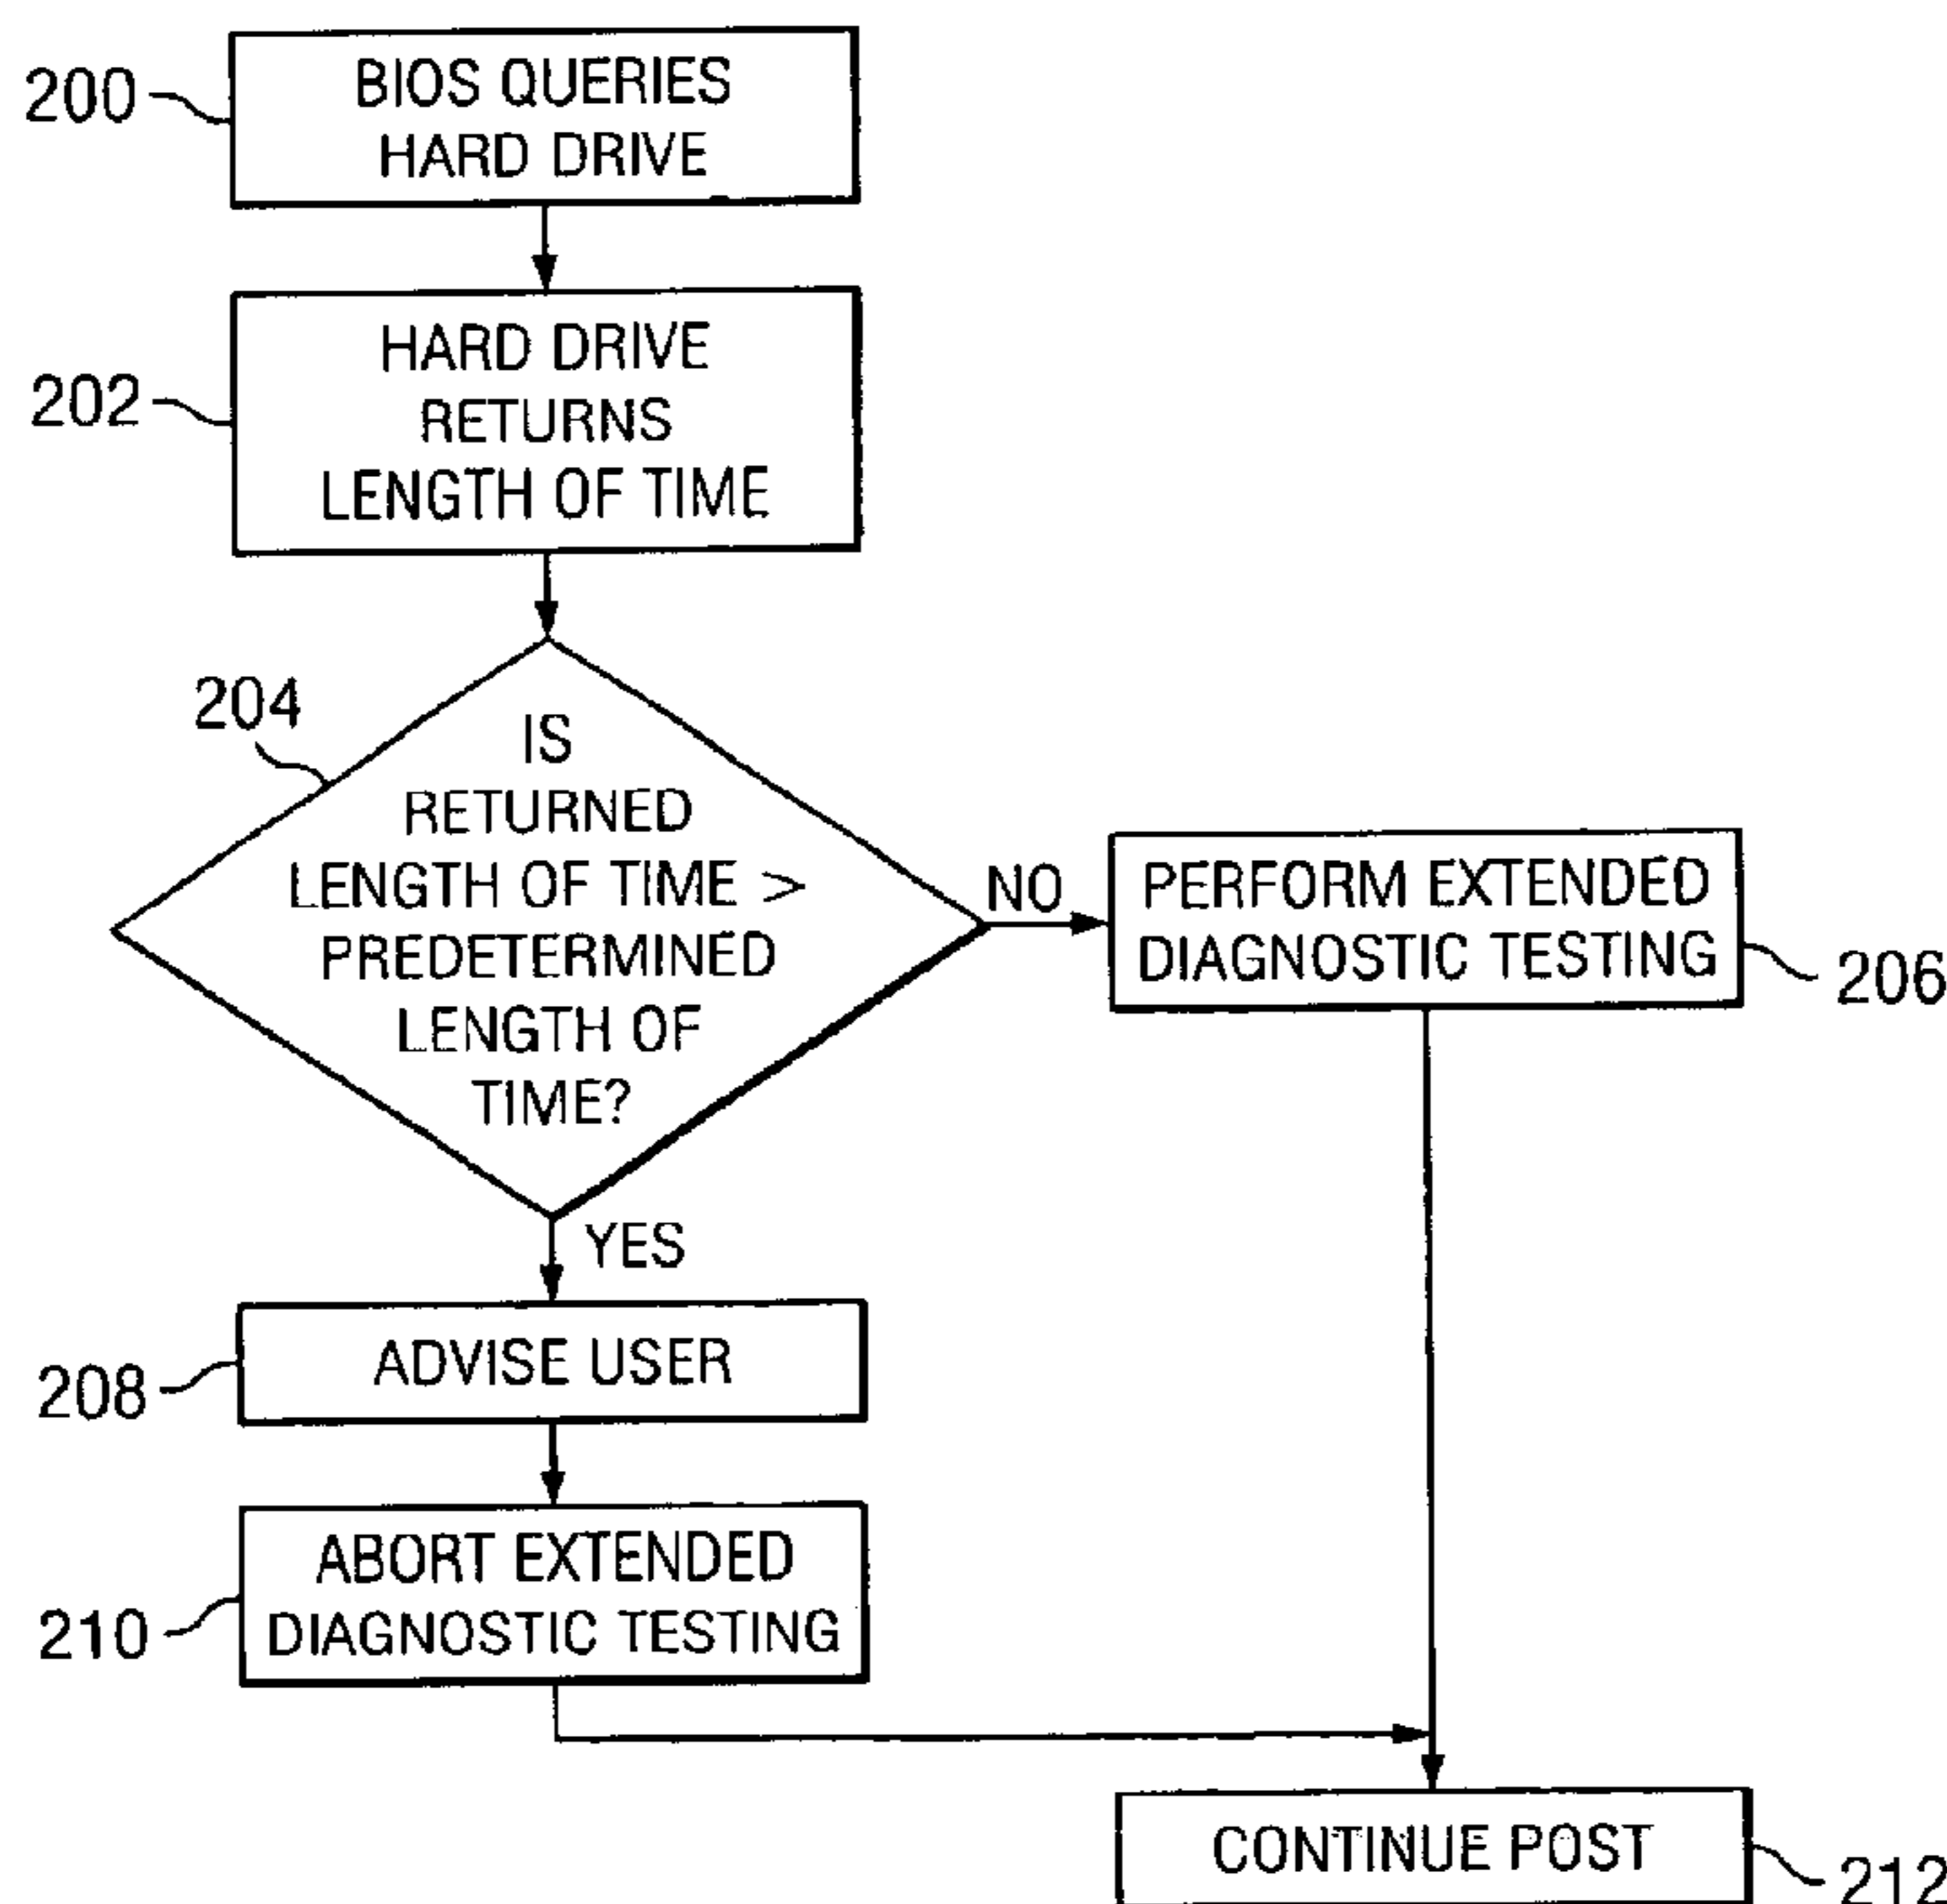 200
BIOS QUERIES
HARD DRIVE
202
HARD DRIVE
RETURNS
LENGTH OF TIME
204
IS
RETURNED
LENGTH OF TIME >
PREDETERMINED
LENGTH OF
TIME?
NO
PERFORM EXTENDED
DIAGNOSTIC TESTING
206
YES
208
ADVISE USER
210
ABORT EXTENDED
DIAGNOSTIC TESTING
CONTINUE POST
212